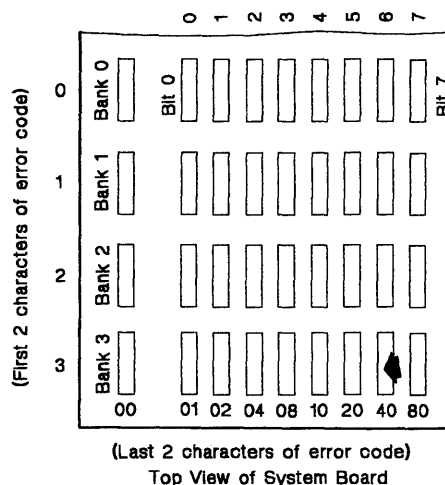 0 1 2 3 4 5 6 7
0 Bank 0 Bit 0 Bit 7
1 Bank 1
2 Bank 2
3 Bank 3
00 01 02 04 08 10 20 40 80
(First 2 characters of error code)
(Last 2 characters of error code)
Top View of System Board